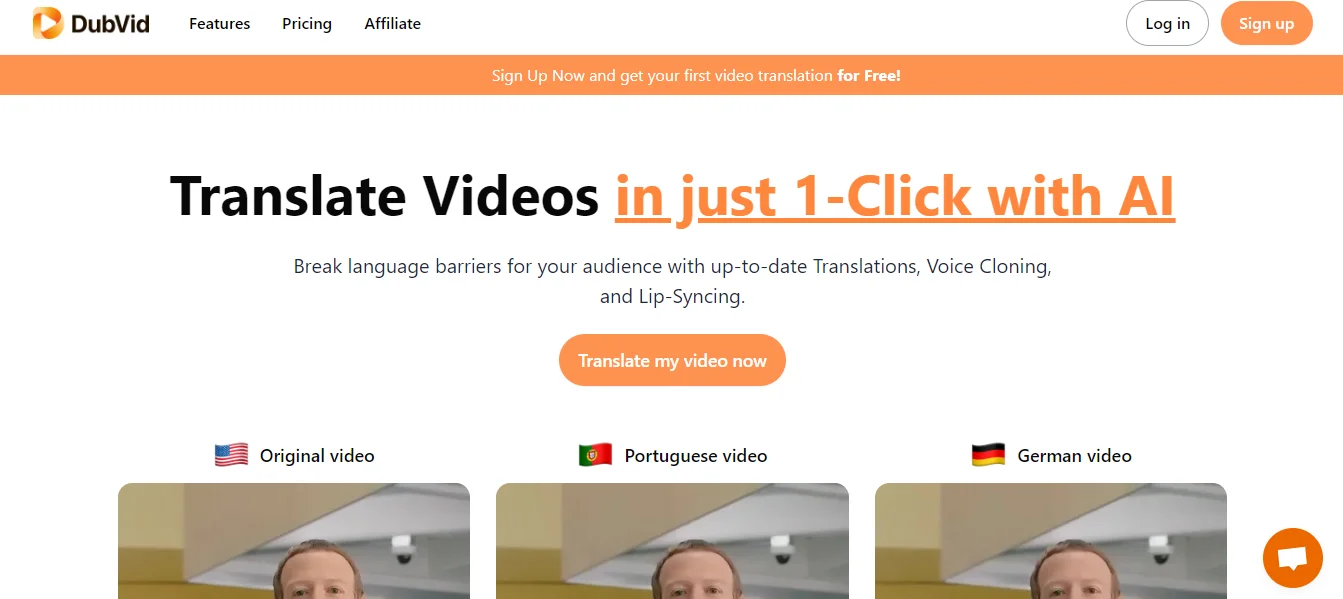 DubVid
Features
Pricing
Affiliate
Log in
Sign up
Sign Up Now and get your first video translation for Free!
Translate Videos in just 1-Click with AI
Break language barriers for your audience with up-to-date Translations, Voice Cloning,
and Lip-Syncing.
Translate my video now
Original video
Portuguese video
German video